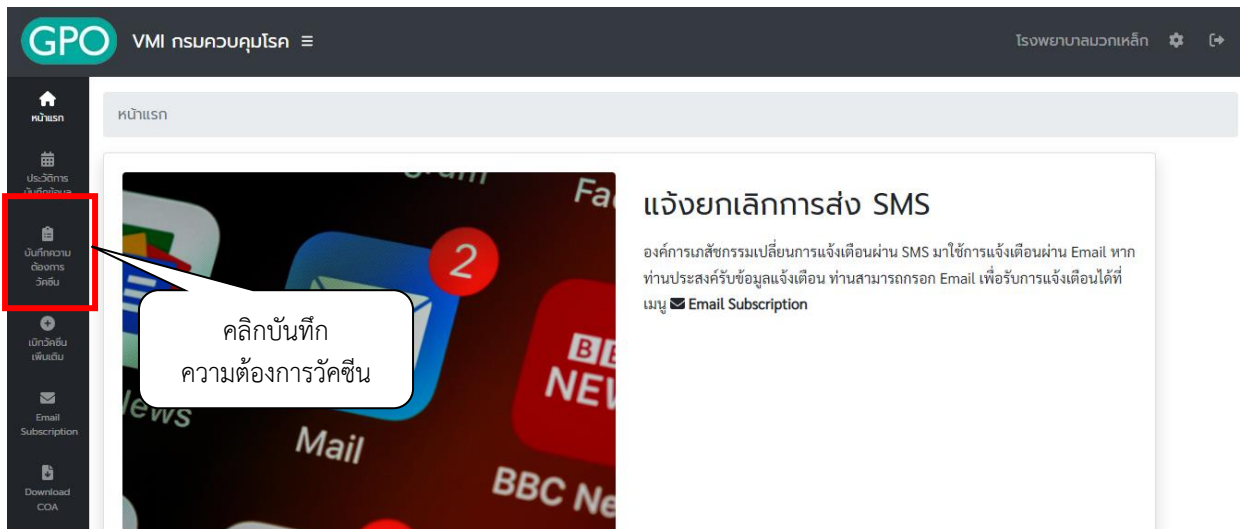 GPO
VMI กรมควบคุมโรค
โรงพยาบาลมวกเหล็ก
หน้าแรก
หน้าแรก
ประวัติการ
บันทึกข้อมูล
บันทึกความ
ต้องการ
วัคซีน
เบิกวัคซีน
เพิ่มเติม
Email
Subscription
Download
COA
2
Fa
BB
NEW
News
Mail
BBC Ne
คลิกบันทึก
ความต้องการวัคซีน
แจ้งยกเลิกการส่ง SMS
องค์การเภสัชกรรมเปลี่ยนการแจ้งเตือนผ่าน SMS มาใช้การแจ้งเตือนผ่าน Email หาก
ท่านประสงค์รับข้อมูลแจ้งเตือน ท่านสามารถกรอก Email เพื่อรับการแจ้งเตือนได้ที่
เมนู Email Subscription